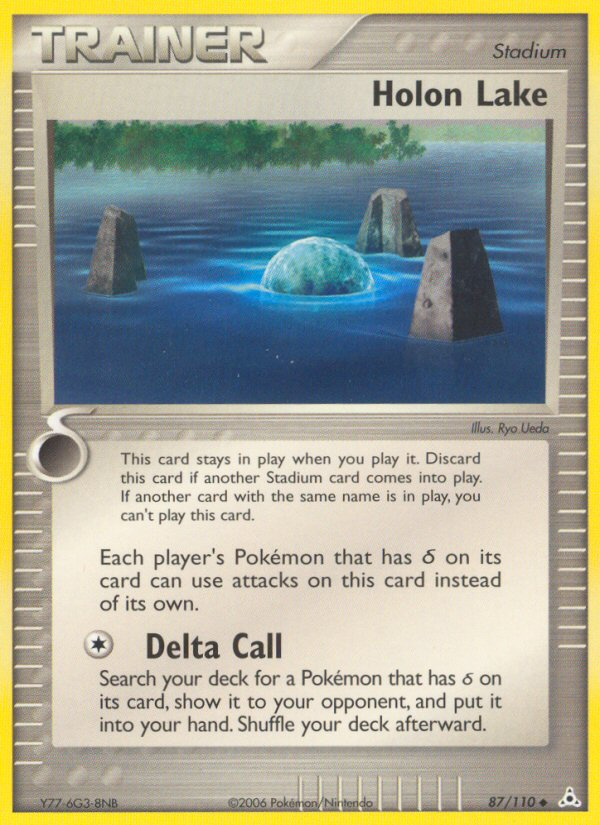 TRAINER
Stadium
Holon Lake
Illus. Ryo Ueda
This card stays in play when you play it. Discard
this card if another Stadium card comes into play.
If another card with the same name is in play, you
can't play this card.
Each player's Pokémon that has δ on its
card can use attacks on this card instead
of its own.
Delta Call
Search your deck for a Pokémon that has δ on
its card, show it to your opponent, and put it
into your hand. Shuffle your deck afterward.
Y77-6G3-8NB
©2006 Pokémon/Nintendo
87/110